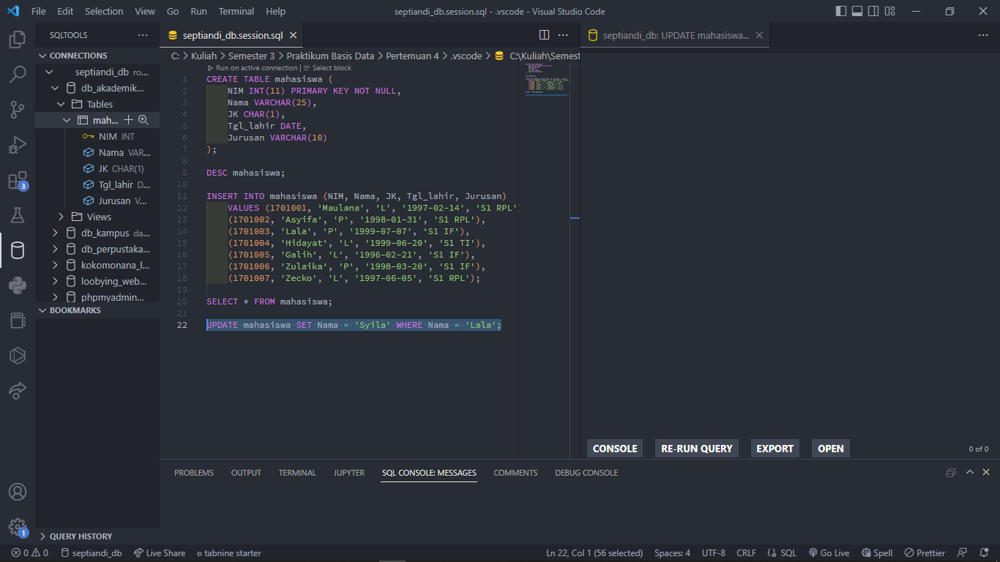 File Edit Selection View Go Run Terminal Help septiandi_db.session.sql - .vscode - Visual Studio Code
SQLTOOLS ...
CONNECTIONS
septiandi_db ro...
db_akademik...
Tables
mah...
NIM INT
Nama VAR...
JK CHAR(1)
Tgl_lahir D...
Jurusan V...
Views
db_kampus da...
db_perpustaka...
kokomonana_l...
loobying_web...
phpmyadmin...
BOOKMARKS
QUERY HISTORY
3
1
septiandi_db.session.sql
C: > Kuliah > Semester 3 > Praktikum Basis Data > Pertemuan 4 > .vscode > C:\Kuliah\Semest
Run on active connection | Select block
1 CREATE TABLE mahasiswa (
2 NIM INT(11) PRIMARY KEY NOT NULL,
3 Nama VARCHAR(25),
4 JK CHAR(1),
5 Tgl_lahir DATE,
6 Jurusan VARCHAR(10)
7 );
8
9 DESC mahasiswa;
10
11 INSERT INTO mahasiswa (NIM, Nama, JK, Tgl_lahir, Jurusan)
12 VALUES (1701001, 'Maulana', 'L', '1997-02-14', 'S1 RPL')
13 (1701002, 'Asyifa', 'P', '1998-01-31', 'S1 RPL'),
14 (1701003, 'Lala', 'P', '1999-07-07', 'S1 IF'),
15 (1701004, 'Hidayat', 'L', '1999-06-20', 'S1 TI'),
16 (1701005, 'Galih', 'L', '1996-02-21', 'S1 IF'),
17 (1701006, 'Zulaika', 'P', '1998-03-20', 'S1 IF'),
18 (1701007, 'Zecko', 'L', '1997-06-05', 'S1 RPL');
19
20 SELECT * FROM mahasiswa;
21
22 UPDATE mahasiswa SET Nama = 'Syila' WHERE Nama = 'Lala';
septiandi_db: UPDATE mahasiswa...
CONSOLE RE-RUN QUERY EXPORT OPEN 0 of 0
PROBLEMS OUTPUT TERMINAL JUPYTER SQL CONSOLE: MESSAGES COMMENTS DEBUG CONSOLE
0 0 septiandi_db Live Share tabnine starter Ln 22, Col 1 (56 selected) Spaces: 4 UTF-8 CRLF SQL Go Live Spell Prettier